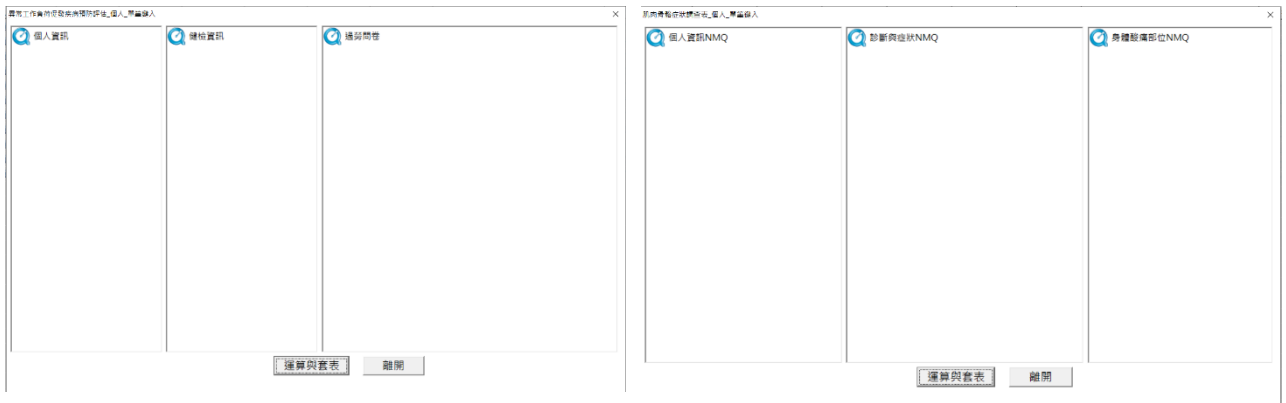 異常工作負荷促發疾病預防評估_個人_單筆鍵入
個人資訊
健檢資訊
過勞問卷
運算與套表
離開
肌肉骨骼症狀調查表_個人_單筆鍵入
個人資訊NMQ
診斷與症狀NMQ
身體酸痛部位NMQ
運算與套表
離開